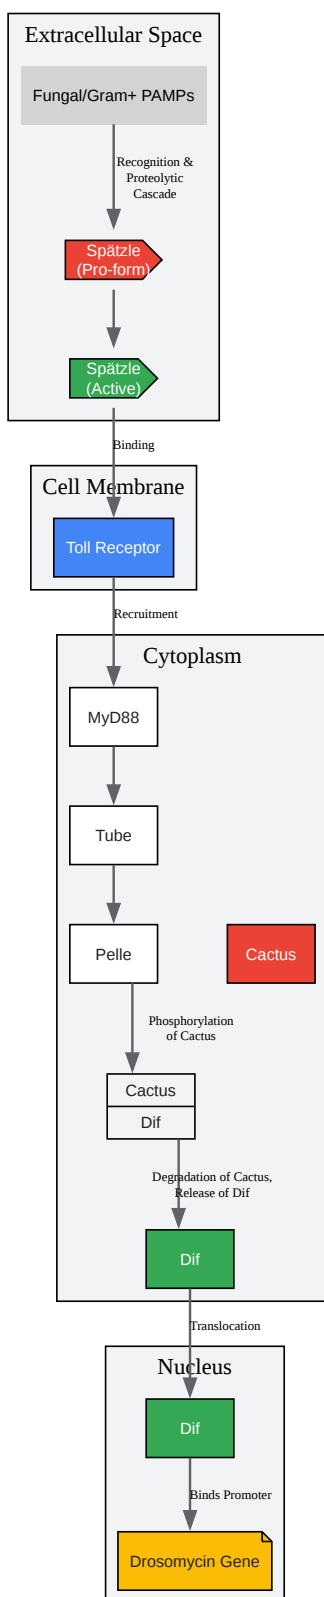 Extracellular Space
Fungal/Gram+ PAMPs
Recognition &
Proteolytic
Cascade
Spätzle
(Pro-form)
Spätzle
(Active)
Binding
Cell Membrane
Toll Receptor
Recruitment
Cytoplasm
MyD88
Tube
Pelle
Cactus
Phosphorylation
of Cactus
Cactus
Dif
Degradation of Cactus,
Release of Dif
Dif
Translocation
Nucleus
Dif
Binds Promoter
Drosomycin Gene